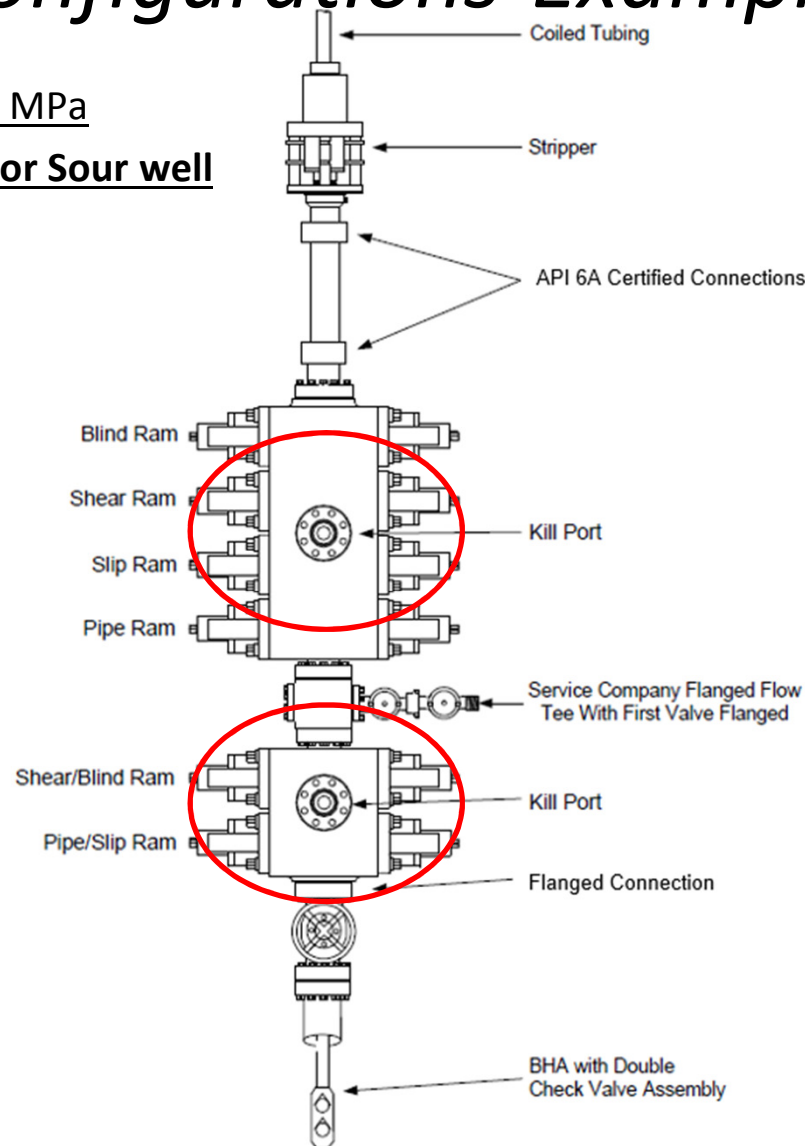 Coiled Tubing
MPa
Stripper
or Sour well
API 6A Certified Connections
Blind Ram
Shear Ram
Kill Port
Slip Ram
Pipe Ram
Service Company Flanged Flow
Tee With First Valve Flanged
Shear/Blind Ram
Kill Port
Pipe/Slip Ram
Flanged Connection
BHA with Double
Check Valve Assembly